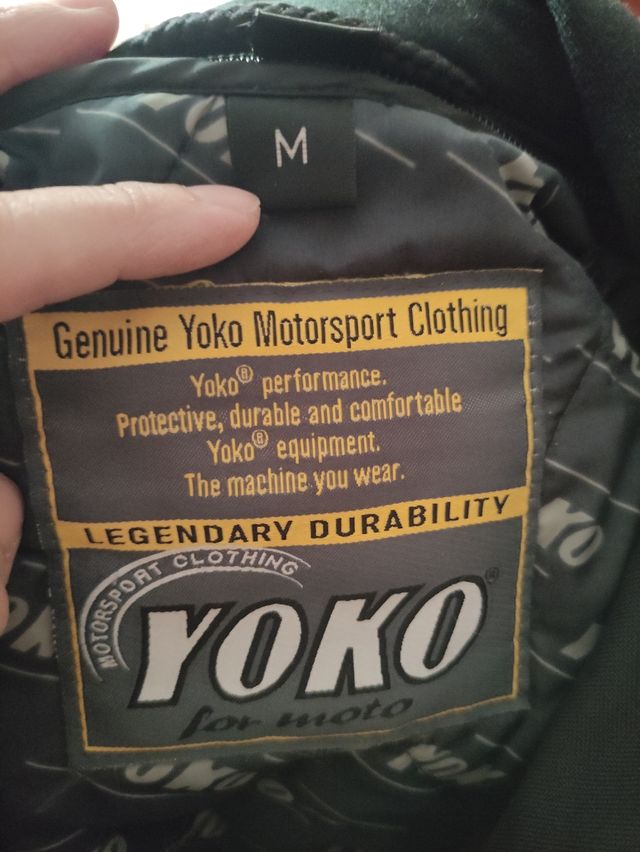 M
Genuine Yoko Motorsport Clothing
Yoko® performance.
Protective, durable and comfortable
Yoko® equipment.
The machine you wear.
LEGENDARY DURABILITY
MOTORSPORT CLOTHING
YOKO®
for moto